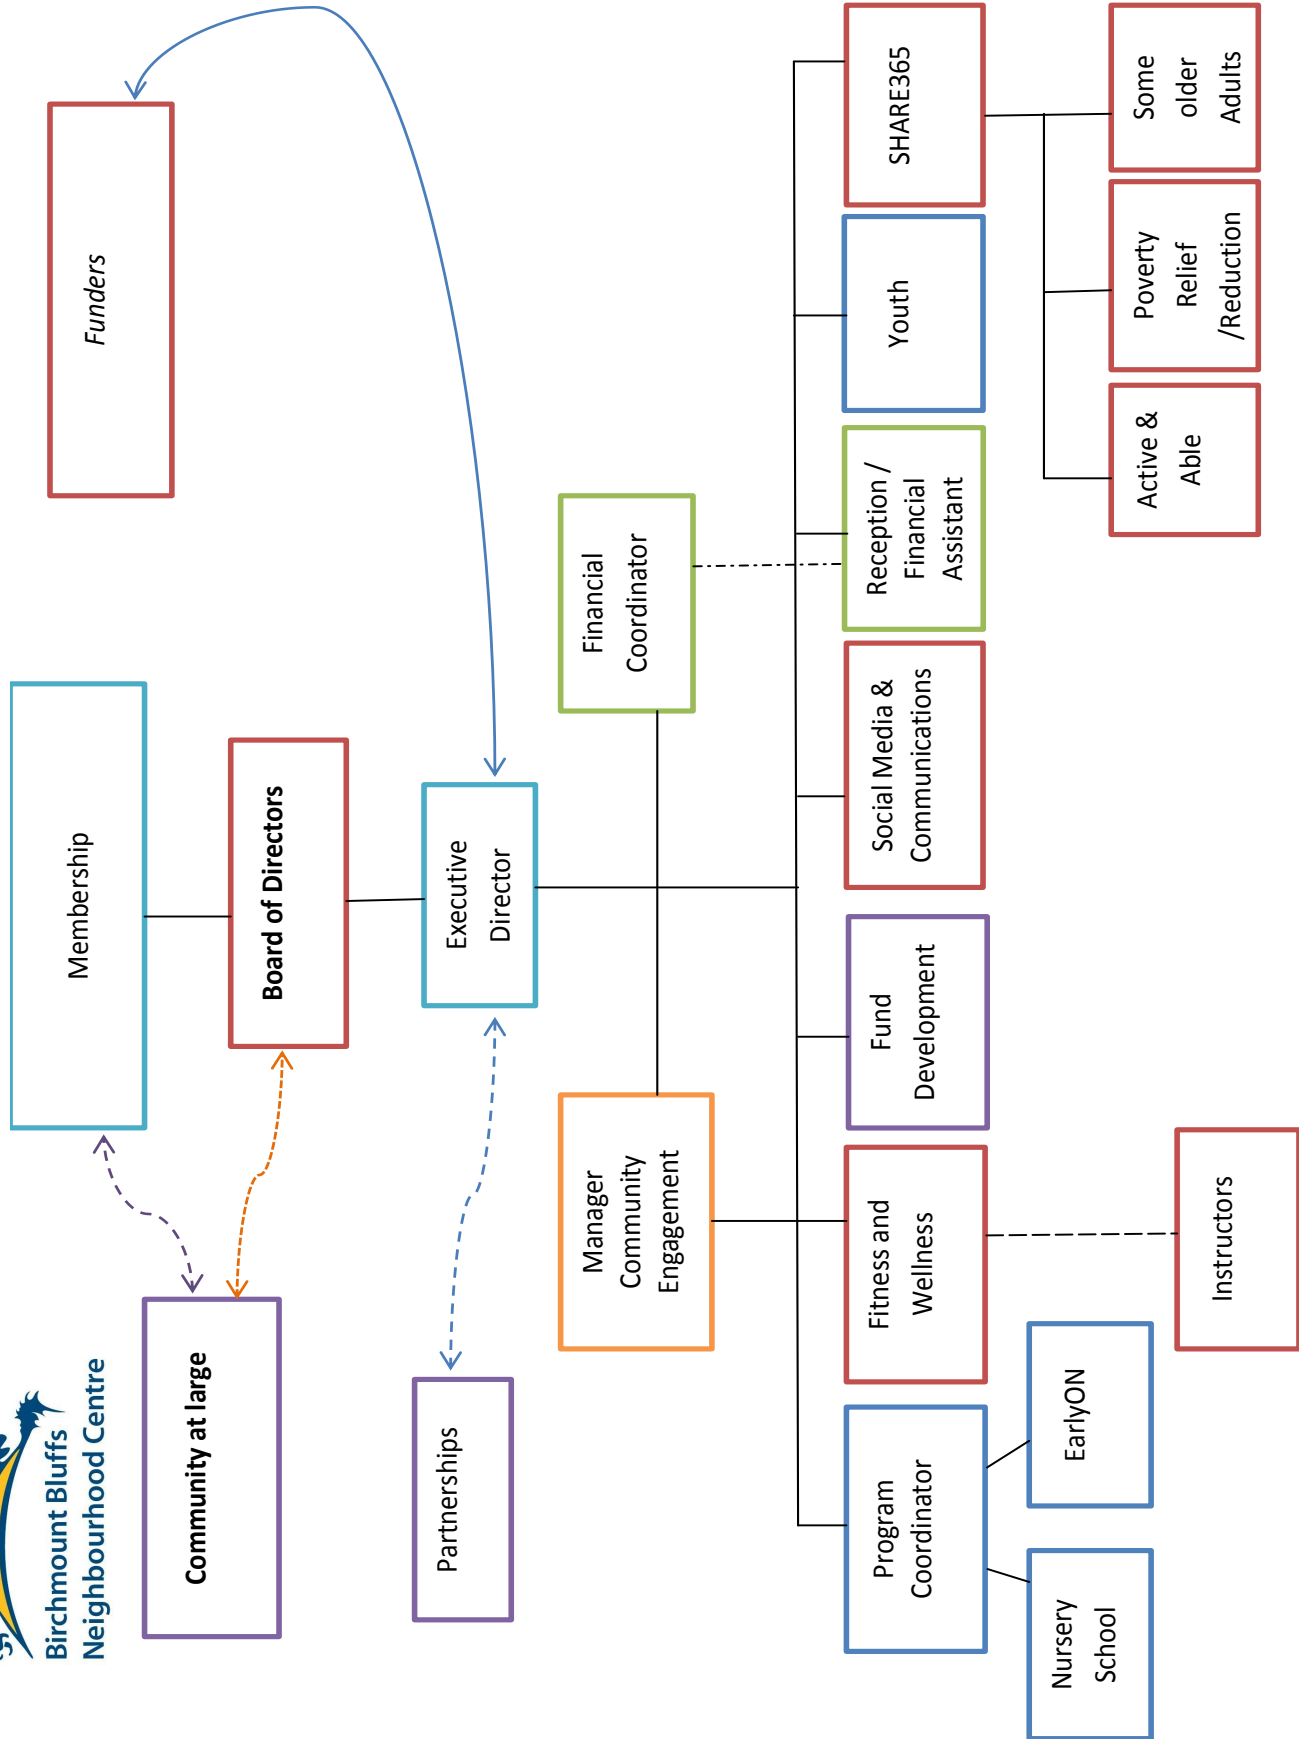 Birchmount Bluffs
Neighbourhood Centre
Membership
Funders
Community at large
Board of Directors
Partnerships
Executive
Director
Manager
Community
Engagement
Financial
Coordinator
Program
Coordinator
Fitness and
Wellness
Fund
Development
Social Media &
Communications
Reception /
Financial
Assistant
Youth
SHARE365
Nursery
School
EarlyON
Instructors
Active &
Able
Poverty
Relief
/Reduction
Some
older
Adults